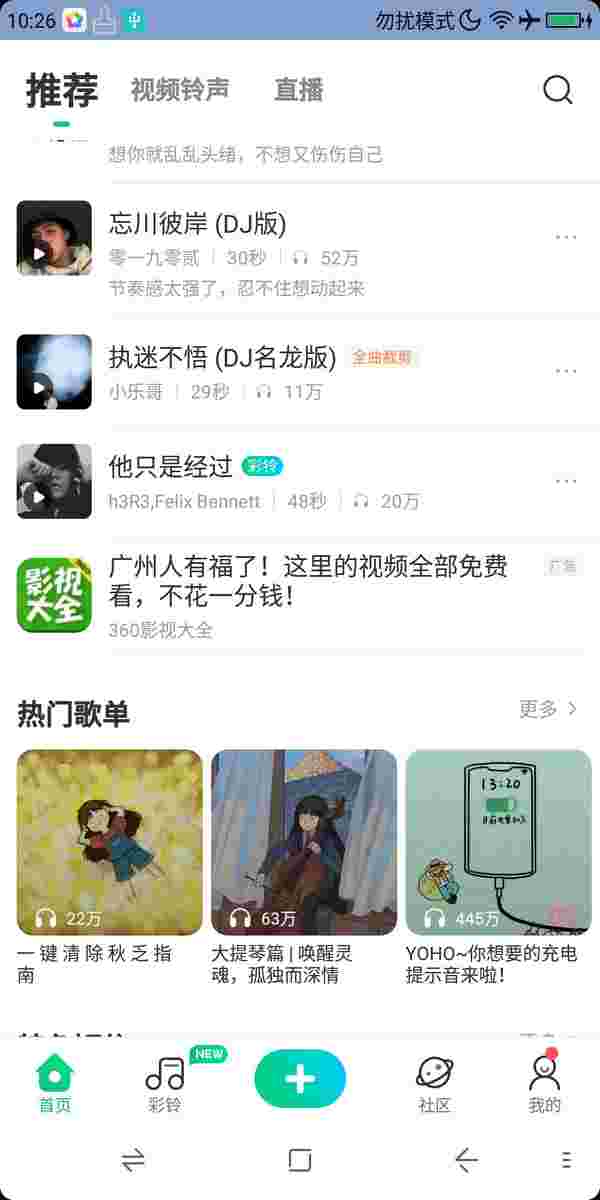 10:26 勿扰模式
推荐 视频铃声 直播
想你就乱乱头绪，不想又伤伤自己
忘川彼岸 (DJ版)
零一九零贰 | 30秒 | 52万
节奏感太强了，忍不住想动起来
执迷不悟 (DJ名龙版) 全曲裁剪
小乐哥 | 29秒 | 11万
他只是经过 彩铃
h3R3,Felix Bennett | 48秒 | 20万
影视
大全
广州人有福了！这里的视频全部免费 广告
看，不花一分钱！
360影视大全
热门歌单 更多
13:20
22万 63万 445万
一键清除秋乏指
南
大提琴篇 | 唤醒灵
魂，孤独而深情
YOHO~你想要的充电
提示音来啦！
NEW
首页 彩铃 社区 我的